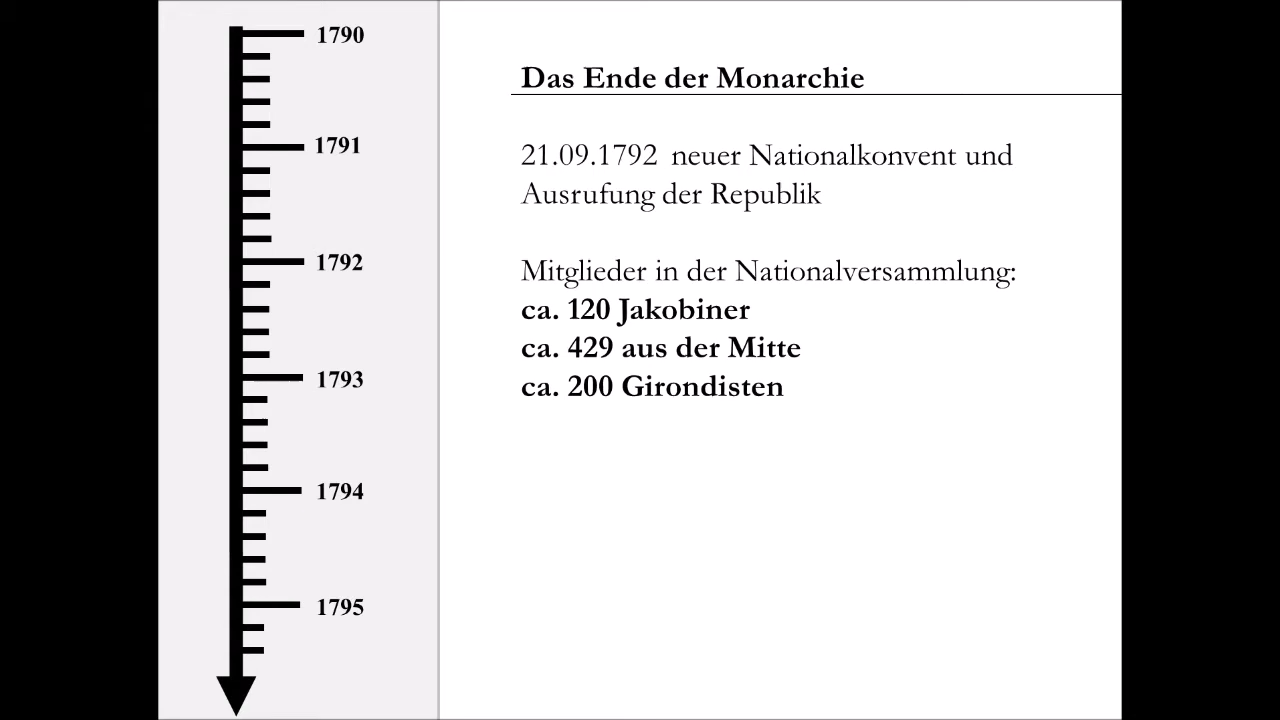 1790
1791
1792
1793
1794
1795
Das Ende der Monarchie
21.09.1792 neuer Nationalkonvent und
Ausrufung der Republik
Mitglieder in der Nationalversammlung:
ca. 120 Jakobiner
ca. 429 aus der Mitte
ca. 200 Girondisten